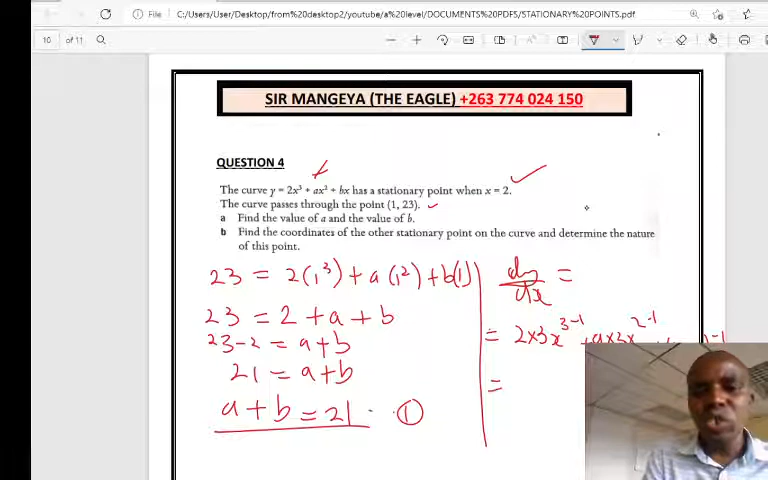 File C:/Users/User/Desktop/from%20desktop2/youtube/a%20level/DOCUMENTS%20PDFS/STATIONARY%20POINTS.pdf
10 of 11
SIR MANGEYA (THE EAGLE) +263 774 024 150
QUESTION 4
The curve y = 2x³ + ax² + bx has a stationary point when x = 2.
The curve passes through the point (1, 23).
a Find the value of a and the value of b.
b Find the coordinates of the other stationary point on the curve and determine the nature
of this point.
23 = 2(1³) + a(1²) + b(1)
23 = 2 + a + b
23 - 2 = a + b
21 = a + b
a + b = 21 ①
dy/dx =
= 2×3x³⁻¹ +
=